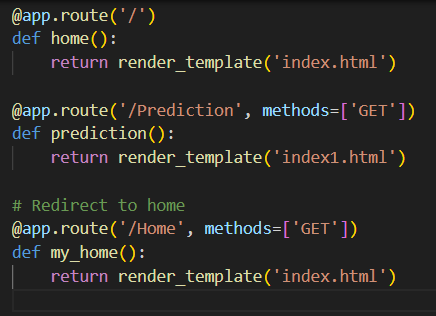 @app.route('/')
def home():
    return render_template('index.html')
@app.route('/Prediction', methods=['GET'])
def prediction():
    return render_template('index1.html')
# Redirect to home
@app.route('/Home', methods=['GET'])
def my_home():
    return render_template('index.html')